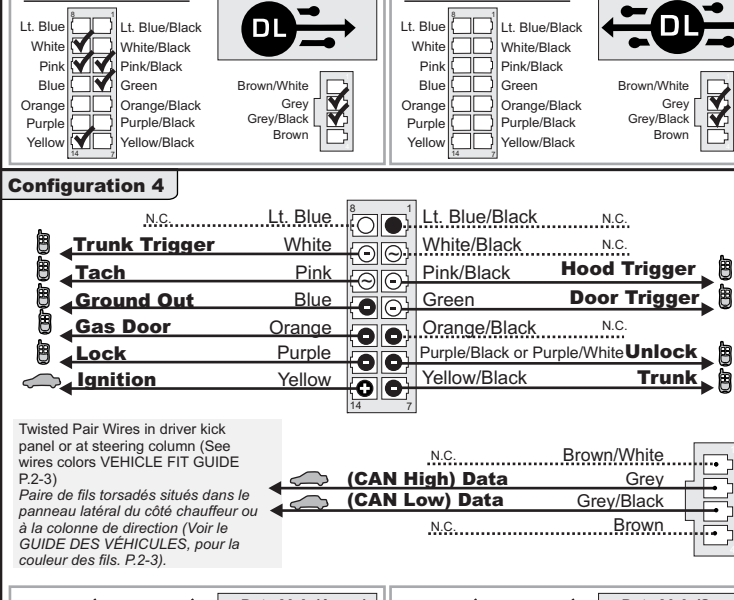 8 1
Lt. Blue Lt. Blue/Black
White White/Black
Pink Pink/Black
Blue Green
Orange Orange/Black
Purple Purple/Black
Yellow Yellow/Black
14 7
DL
Brown/White
Grey
Grey/Black
Brown
8 1
Lt. Blue Lt. Blue/Black
White White/Black
Pink Pink/Black
Blue Green
Orange Orange/Black
Purple Purple/Black
Yellow Yellow/Black
14 7
DL
Brown/White
Grey
Grey/Black
Brown
Configuration 4
8 1
N.C. Lt. Blue Lt. Blue/Black N.C.
Trunk Trigger White White/Black N.C.
Tach Pink Pink/Black Hood Trigger
Ground Out Blue Green Door Trigger
Gas Door Orange Orange/Black N.C.
Lock Purple Purple/Black or Purple/White Unlock
Ignition Yellow Yellow/Black Trunk
14 7
Twisted Pair Wires in driver kick
panel or at steering column (See
wires colors VEHICLE FIT GUIDE
P.2-3)
Paire de fils torsadés situés dans le
panneau latéral du côté chauffeur ou
à la colonne de direction (Voir le
GUIDE DES VÉHICULES, pour la
couleur des fils. P.2-3).
N.C. Brown/White
(CAN High) Data Grey
(CAN Low) Data Grey/Black
N.C. Brown